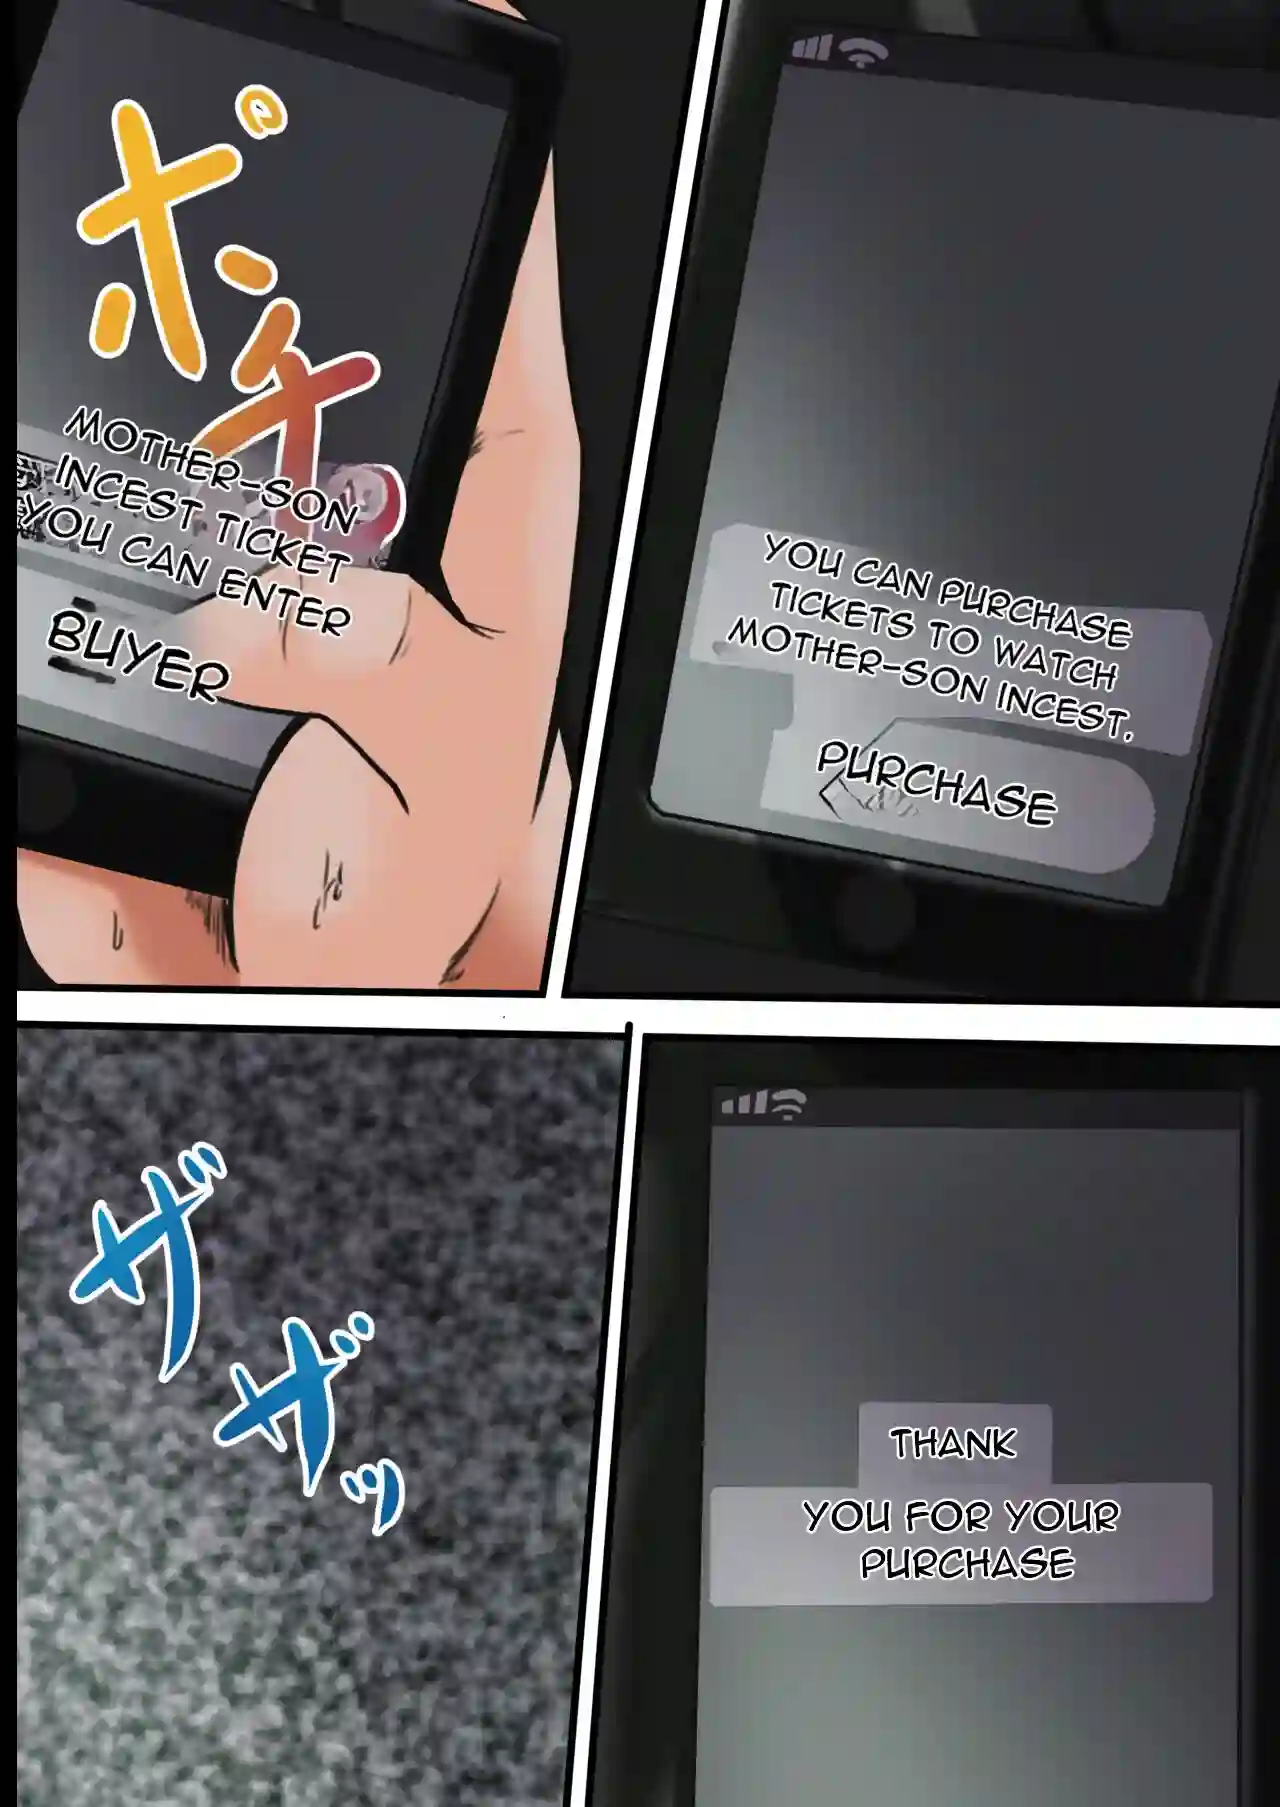 YOU CAN PURCHASE
TICKETS TO WATCH
MOTHER-SON INCEST.
PURCHASE
ポチ
MOTHER-SON
INCEST TICKET
YOU CAN ENTER
BUYER
THANK
YOU FOR YOUR
PURCHASE
ザザッ